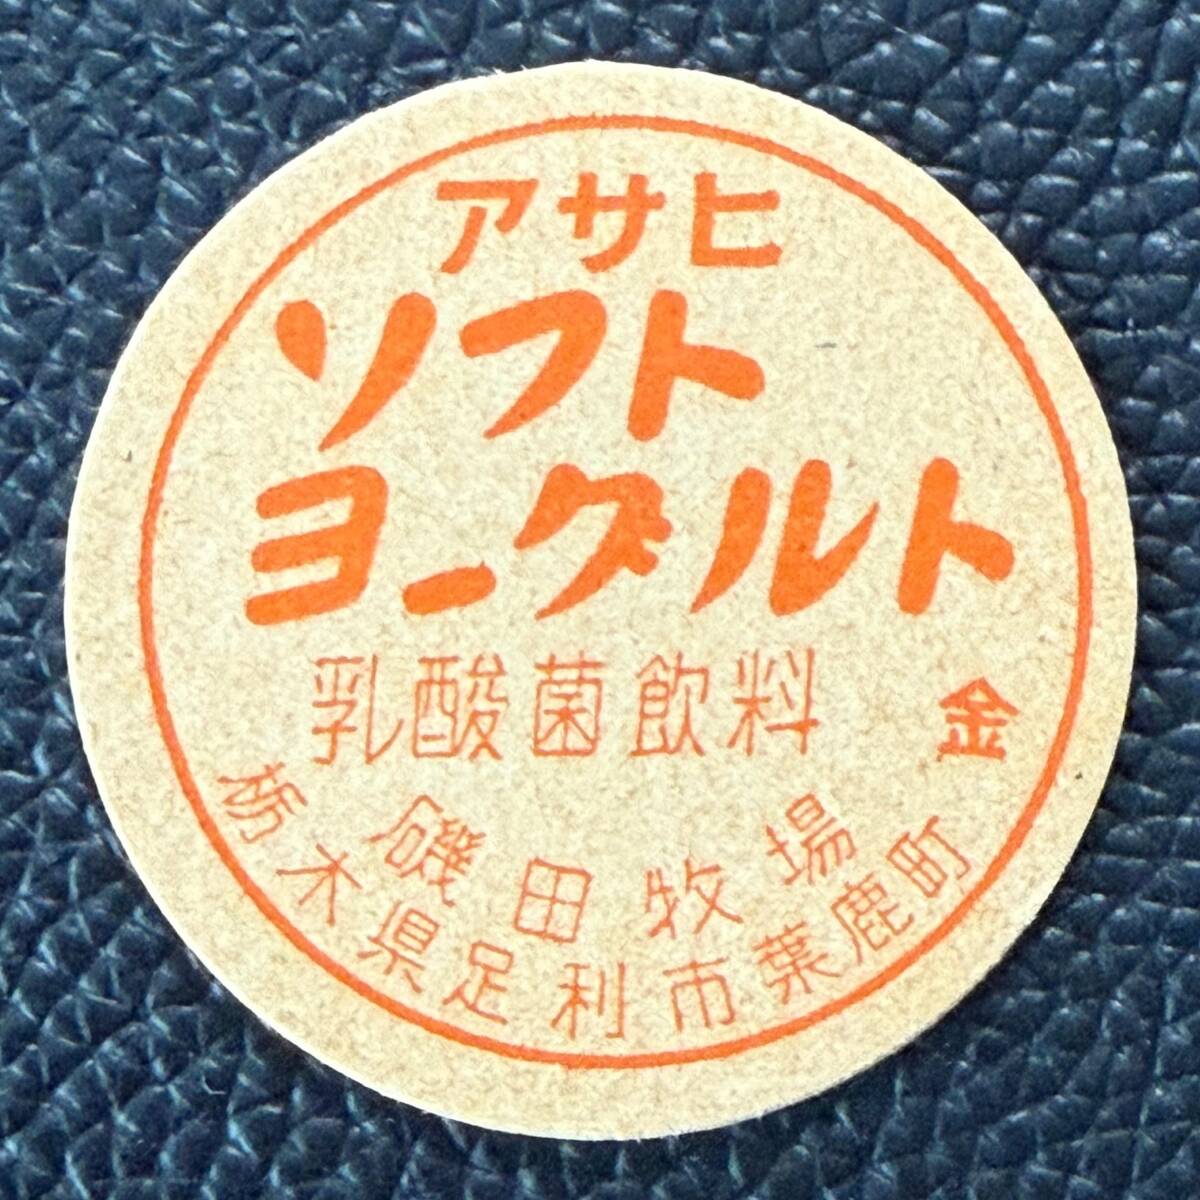 アサヒ
ソフト
ヨーグルト
乳酸菌飲料
金
磯田牧場
栃木県足利市葉鹿町